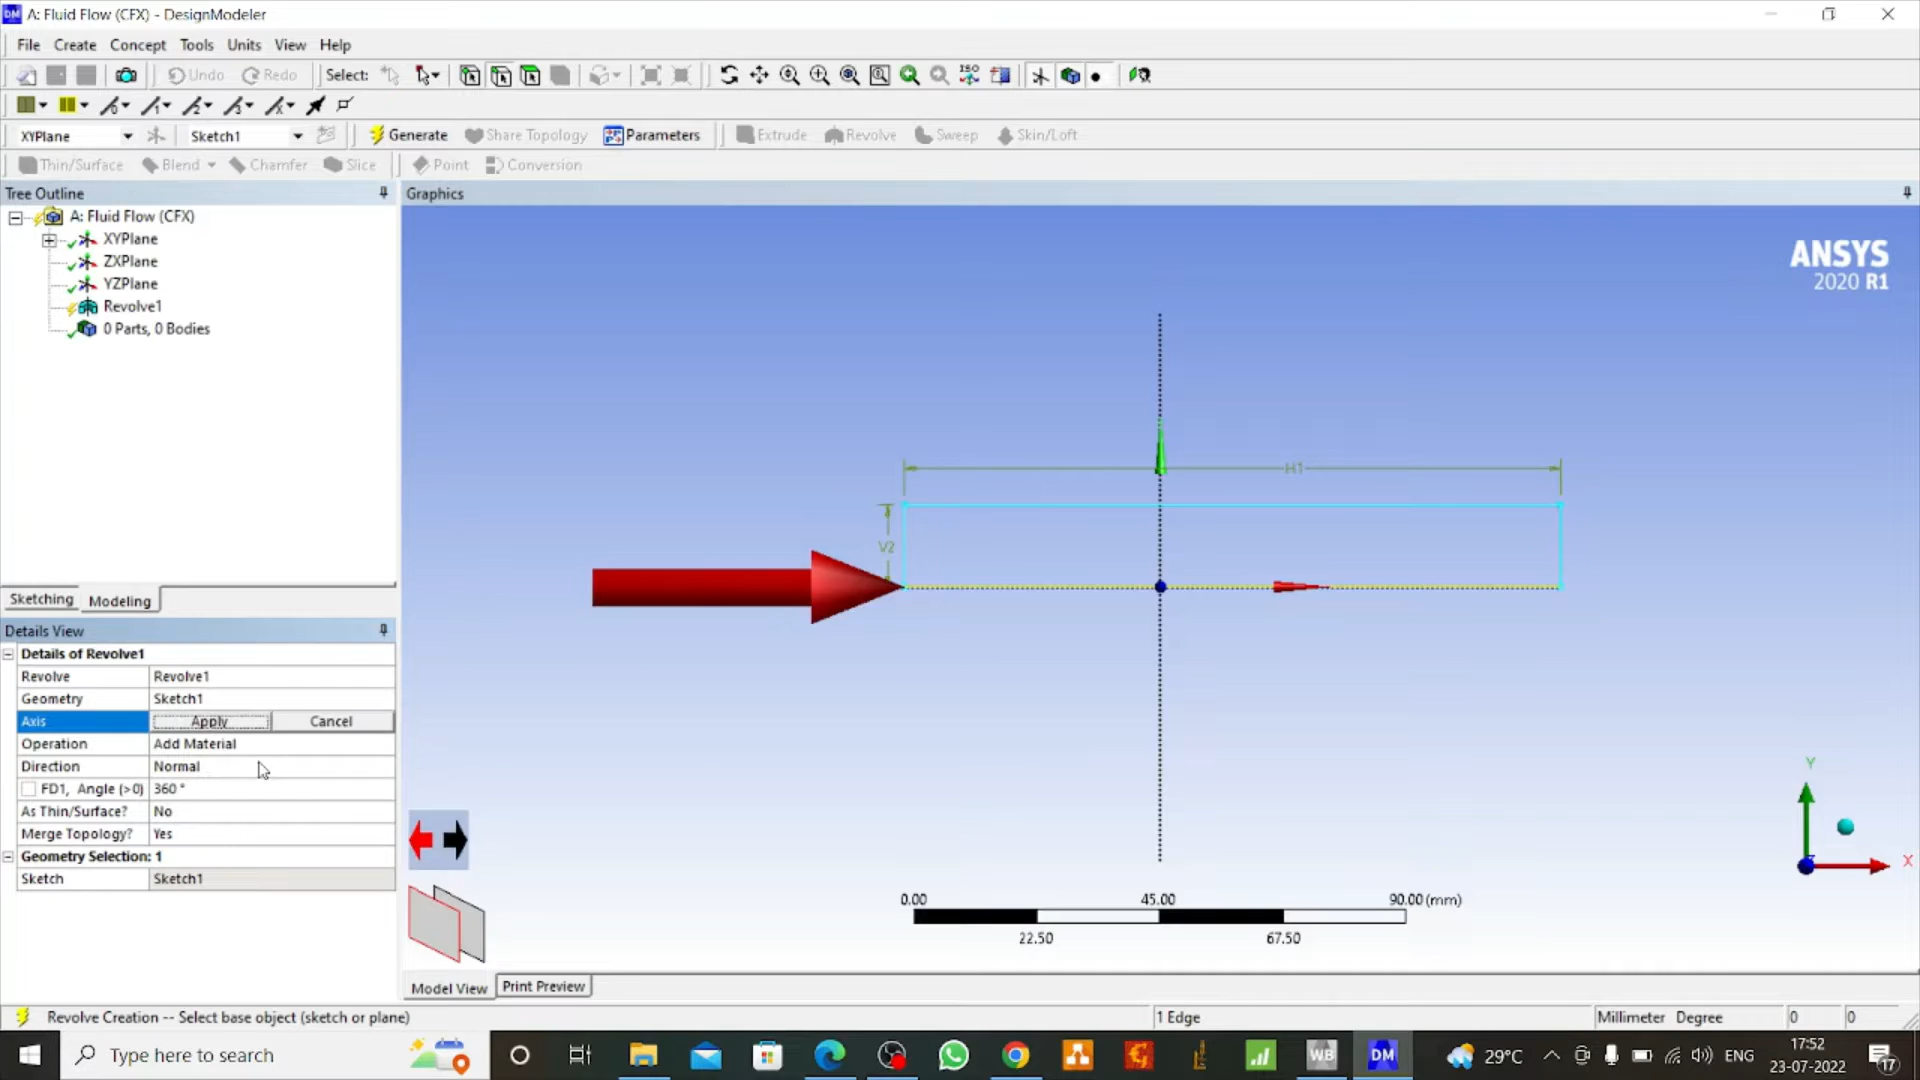 A: Fluid Flow (CFX) - DesignModeler
File Create Concept Tools Units View Help
Undo Redo Select: ISO
XYPlane Sketch1 Generate Share Topology Parameters Extrude Revolve Sweep Skin/Loft
Thin/Surface Blend Chamfer Slice Point Conversion
Tree Outline
A: Fluid Flow (CFX)
XYPlane
ZXPlane
YZPlane
Revolve1
0 Parts, 0 Bodies
Sketching Modeling
Details View
Details of Revolve1
Revolve Revolve1
Geometry Sketch1
Axis Apply Cancel
Operation Add Material
Direction Normal
FD1, Angle (>0) 360 °
As Thin/Surface? No
Merge Topology? Yes
Geometry Selection: 1
Sketch Sketch1
Graphics
ANSYS
2020 R1
H1
V2
Y
X
0.00 45.00 90.00 (mm)
22.50 67.50
Model View Print Preview
Revolve Creation -- Select base object (sketch or plane) 1 Edge Millimeter Degree 0 0
Type here to search WB DM 29°C ENG 17:52
23-07-2022 17